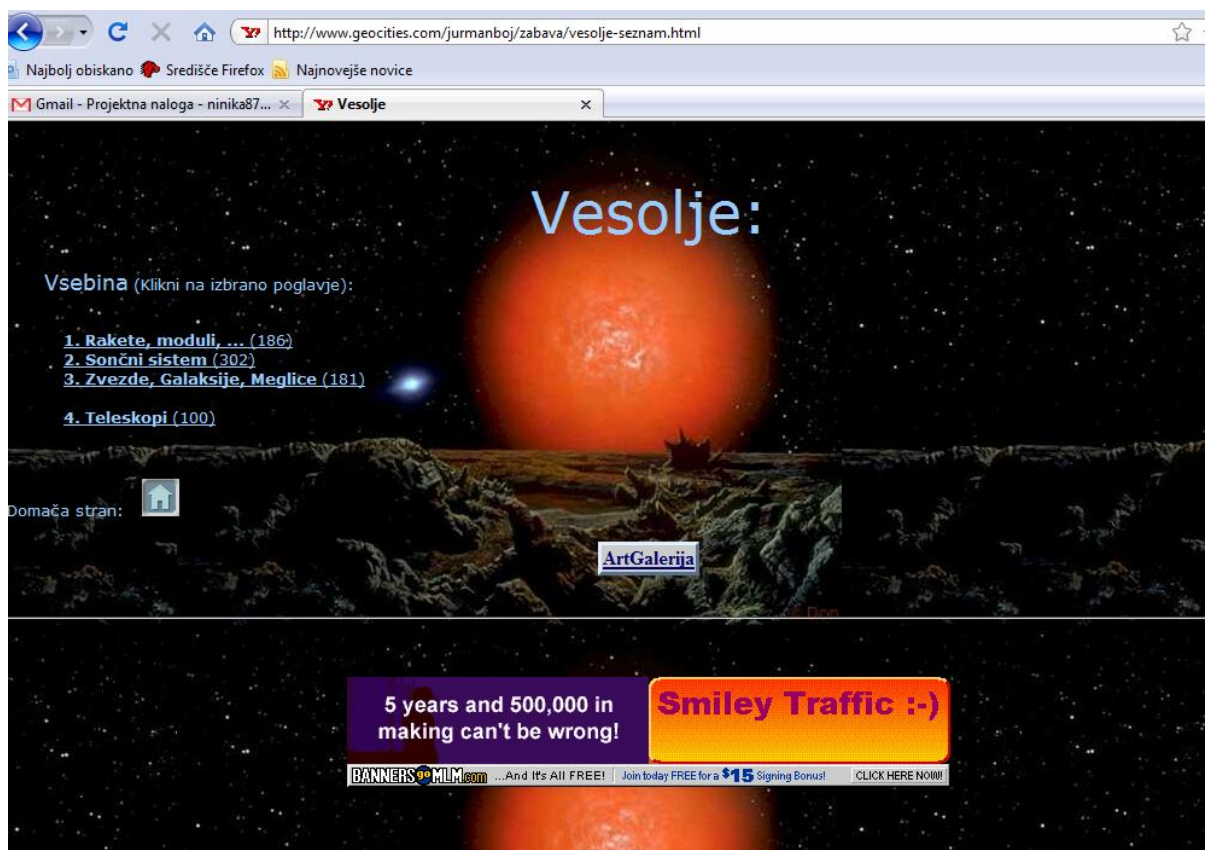 http://www.geocities.com/jurmanboj/zabava/vesolje-seznam.html
Najbolj obiskano Središče Firefox Najnovejše novice
Gmail - Projektna naloga - ninika87... Vesolje
Vesolje:
Vsebina (Klikni na izbrano poglavje):
1. Rakete, moduli, ... (186)
2. Sončni sistem (302)
3. Zvezde, Galaksije, Meglice (181)
4. Teleskopi (100)
Domača stran:
ArtGalerija
Don
5 years and 500,000 in
making can't be wrong!
Smiley Traffic :-)
BANNERSgoMLM.com ...And It's All FREE! Join today FREE for a $15 Signing Bonus! CLICK HERE NOW!